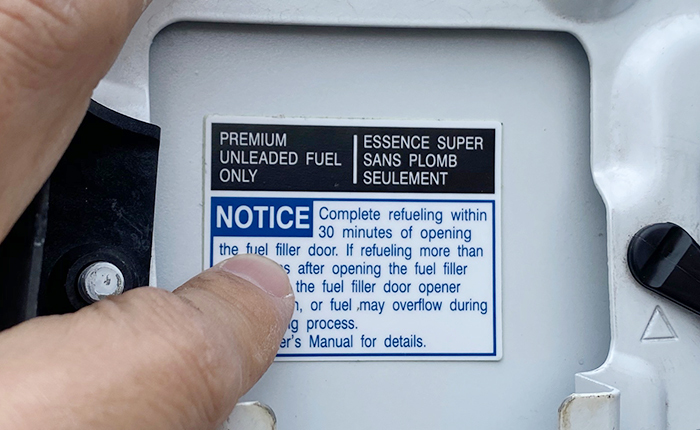 PREMIUM
UNLEADED FUEL
ONLY
ESSENCE SUPER
SANS PLOMB
SEULEMENT
NOTICE Complete refueling within
30 minutes of opening
the fuel filler door. If refueling more than
after opening the fuel filler
the fuel filler door opener
, or fuel may overflow during
process.
Manual for details.